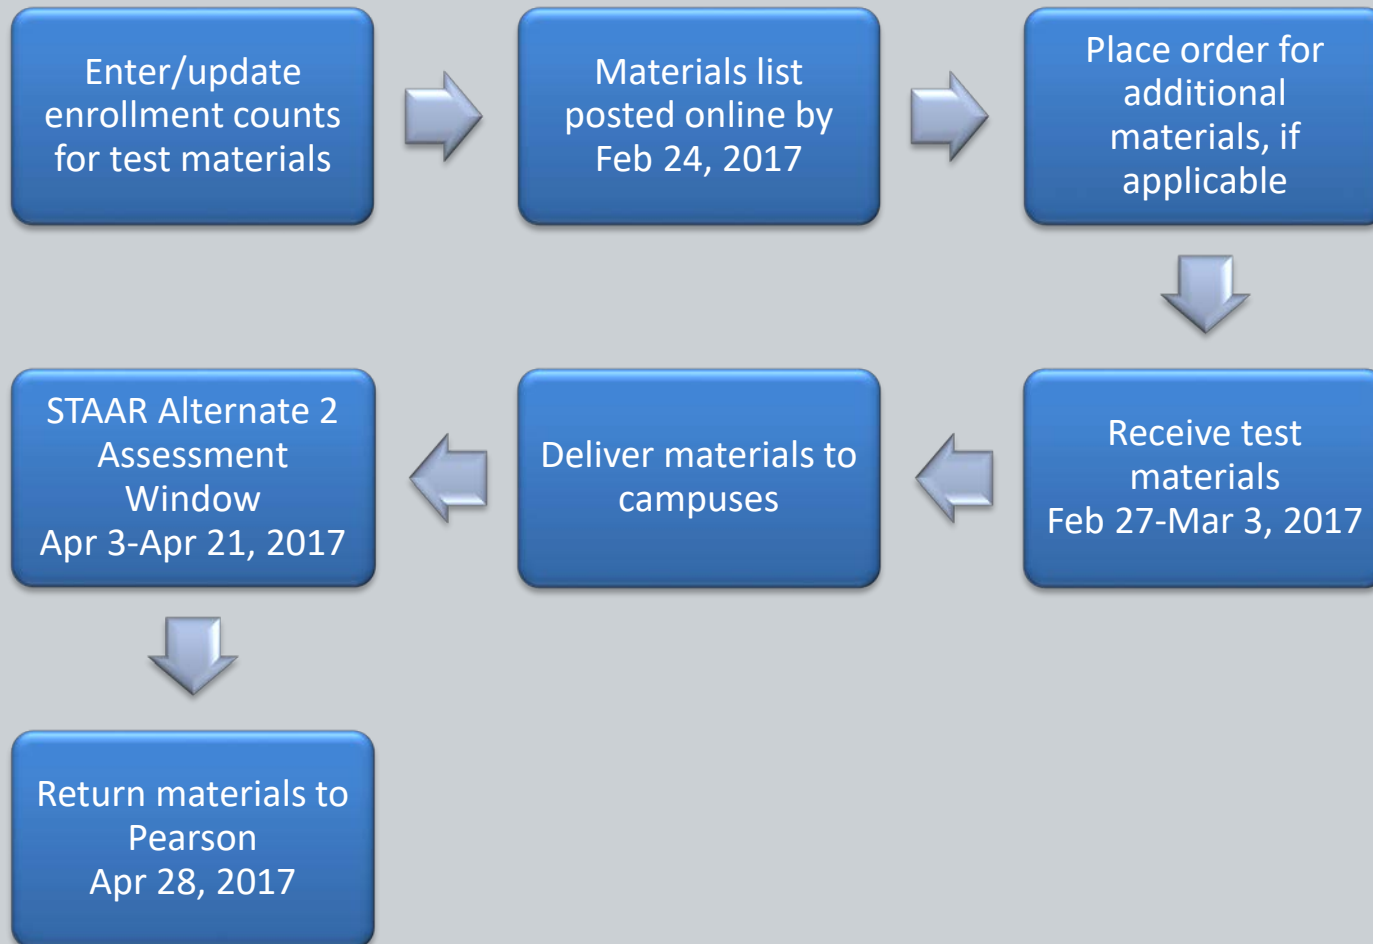 Enter/update
enrollment counts
for test materials
Materials list
posted online by
Feb 24, 2017
Place order for
additional
materials, if
applicable
Receive test
materials
Feb 27-Mar 3, 2017
Deliver materials to
campuses
STAAR Alternate 2
Assessment
Window
Apr 3-Apr 21, 2017
Return materials to
Pearson
Apr 28, 2017